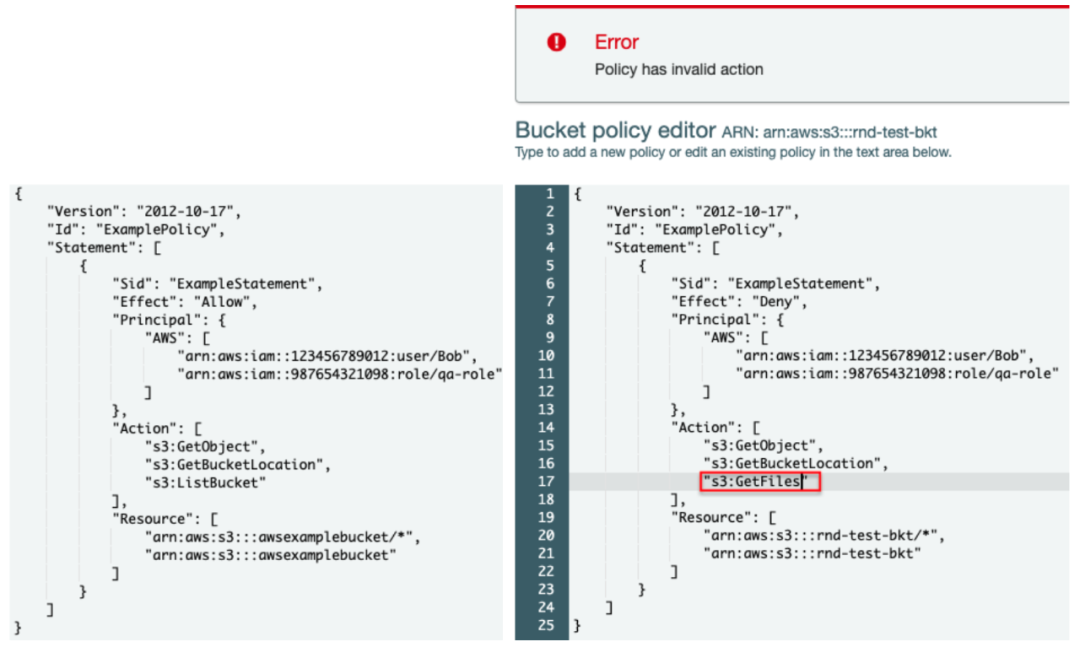 Error
Policy has invalid action
Bucket policy editor ARN: arn:aws:s3:::rnd-test-bkt
Type to add a new policy or edit an existing policy in the text area below.
{
"Version": "2012-10-17",
"Id": "ExamplePolicy",
"Statement": [
{
"Sid": "ExampleStatement",
"Effect": "Allow",
"Principal": {
"AWS": [
"arn:aws:iam::123456789012:user/Bob",
"arn:aws:iam::987654321098:role/qa-role"
]
},
"Action": [
"s3:GetObject",
"s3:GetBucketLocation",
"s3:ListBucket"
],
"Resource": [
"arn:aws:s3:::awsexamplebucket/*",
"arn:aws:s3:::awsexamplebucket"
]
}
]
}
1 {
2 "Version": "2012-10-17",
3 "Id": "ExamplePolicy",
4 "Statement": [
5 {
6 "Sid": "ExampleStatement",
7 "Effect": "Deny",
8 "Principal": {
9 "AWS": [
10 "arn:aws:iam::123456789012:user/Bob",
11 "arn:aws:iam::987654321098:role/qa-role"
12 ]
13 },
14 "Action": [
15 "s3:GetObject",
16 "s3:GetBucketLocation",
17 "s3:GetFiles"
18 ],
19 "Resource": [
20 "arn:aws:s3:::rnd-test-bkt/*",
21 "arn:aws:s3:::rnd-test-bkt"
22 ]
23 }
24 ]
25 }